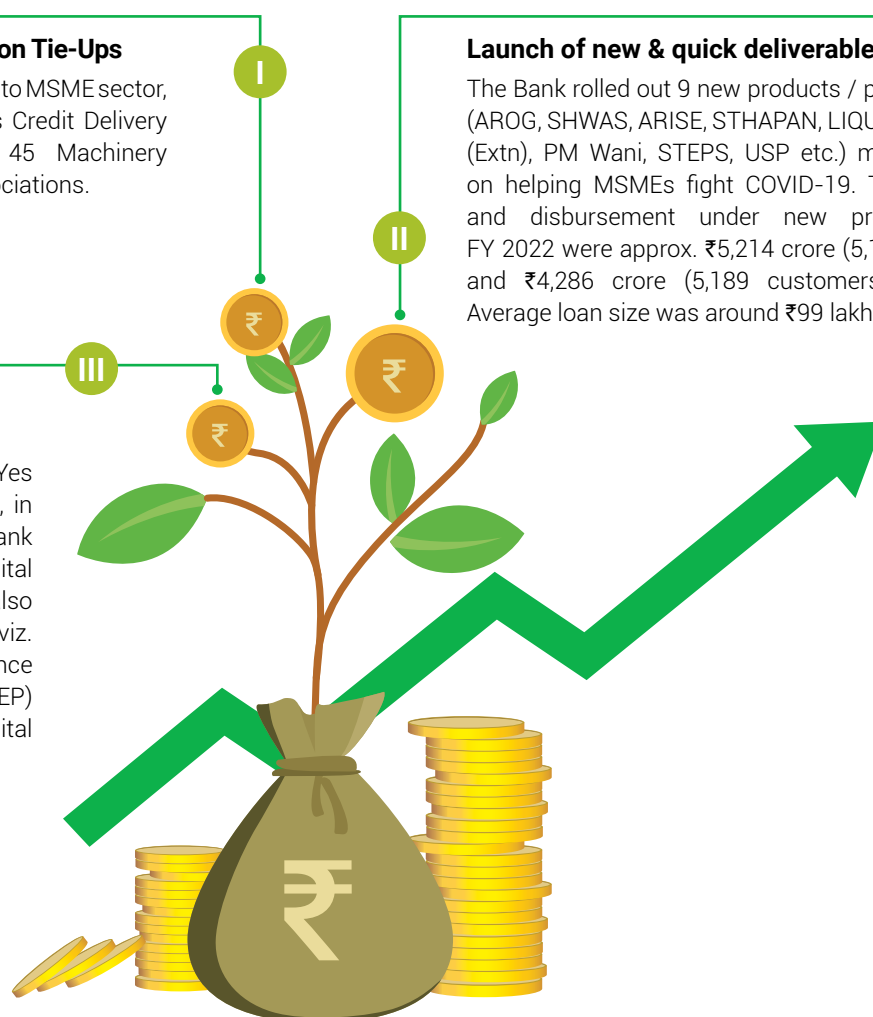 on Tie-Ups
to MSME sector,
s Credit Delivery
45 Machinery
ociations.
I
Launch of new & quick deliverable
The Bank rolled out 9 new products / p
(AROG, SHWAS, ARISE, STHAPAN, LIQU
(Extn), PM Wani, STEPS, USP etc.) m
on helping MSMEs fight COVID-19. T
and disbursement under new pr
FY 2022 were approx. ₹5,214 crore (5,1
and ₹4,286 crore (5,189 customers
Average loan size was around ₹99 lakh
II
III
Yes
, in
ank
ital
also
viz.
nce
EP)
ital
₹
₹
₹
₹